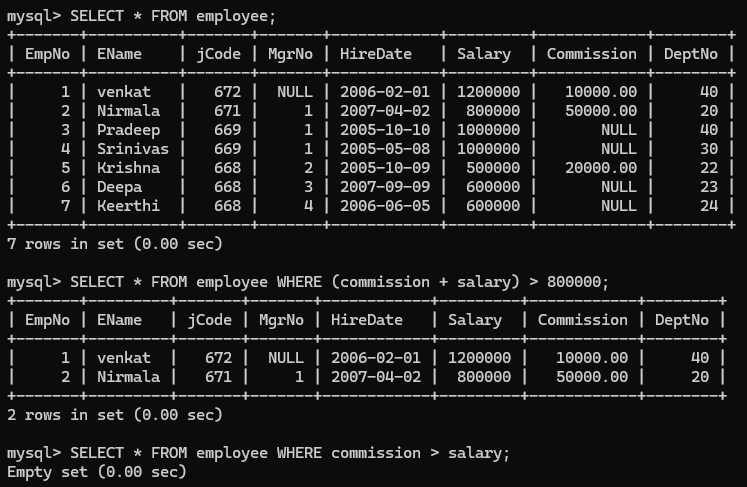 mysql> SELECT * FROM employee;
+-------+----------+-------+-------+------------+---------+------------+--------+
| EmpNo | EName    | jCode | MgrNo | HireDate   | Salary  | Commission | DeptNo |
+-------+----------+-------+-------+------------+---------+------------+--------+
|     1 | venkat   |   672 |  NULL | 2006-02-01 | 1200000 |   10000.00 |     40 |
|     2 | Nirmala  |   671 |     1 | 2007-04-02 |  800000 |   50000.00 |     20 |
|     3 | Pradeep  |   669 |     1 | 2005-10-10 | 1000000 |       NULL |     40 |
|     4 | Srinivas |   669 |     1 | 2005-05-08 | 1000000 |       NULL |     30 |
|     5 | Krishna  |   668 |     2 | 2005-10-09 |  500000 |   20000.00 |     22 |
|     6 | Deepa    |   668 |     3 | 2007-09-09 |  600000 |       NULL |     23 |
|     7 | Keerthi  |   668 |     4 | 2006-06-05 |  600000 |       NULL |     24 |
+-------+----------+-------+-------+------------+---------+------------+--------+
7 rows in set (0.00 sec)

mysql> SELECT * FROM employee WHERE (commission + salary) > 800000;
+-------+---------+-------+-------+------------+---------+------------+--------+
| EmpNo | EName   | jCode | MgrNo | HireDate   | Salary  | Commission | DeptNo |
+-------+---------+-------+-------+------------+---------+------------+--------+
|     1 | venkat  |   672 |  NULL | 2006-02-01 | 1200000 |   10000.00 |     40 |
|     2 | Nirmala |   671 |     1 | 2007-04-02 |  800000 |   50000.00 |     20 |
+-------+---------+-------+-------+------------+---------+------------+--------+
2 rows in set (0.00 sec)

mysql> SELECT * FROM employee WHERE commission > salary;
Empty set (0.00 sec)